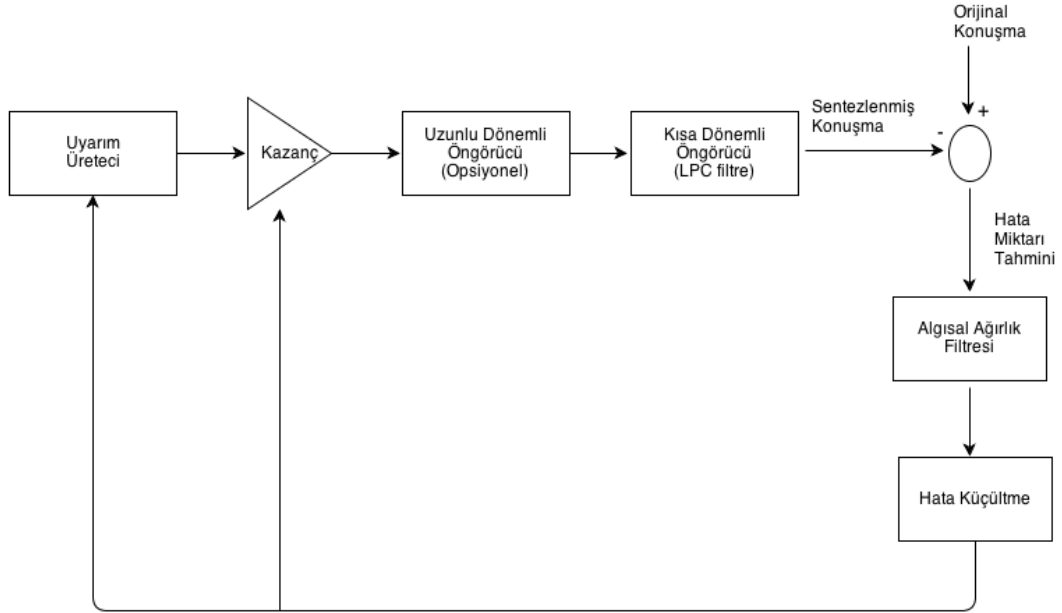 Orijinal
Konuşma
Uyarım
Üreteci
Kazanç
Uzunlu Dönemli
Öngörücü
(Opsiyonel)
Kısa Dönemli
Öngörücü
(LPC filtre)
Sentezlenmiş
Konuşma
+
-
Hata
Miktarı
Tahmini
Algısal Ağırlık
Filtresi
Hata Küçültme